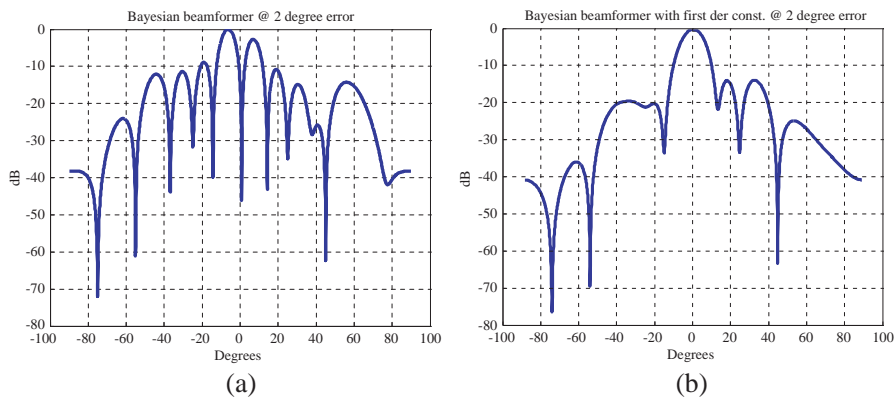 Bayesian beamformer @ 2 degree error
0
-10
-20
-30
-40
-50
-60
-70
-80
dB
-100 -80 -60 -40 -20 0 20 40 60 80 100
Degrees
(a)
Bayesian beamformer with first der const. @ 2 degree error
0
-10
-20
-30
-40
-50
-60
-70
-80
dB
-100 -80 -60 -40 -20 0 20 40 60 80 100
Degrees
(b)